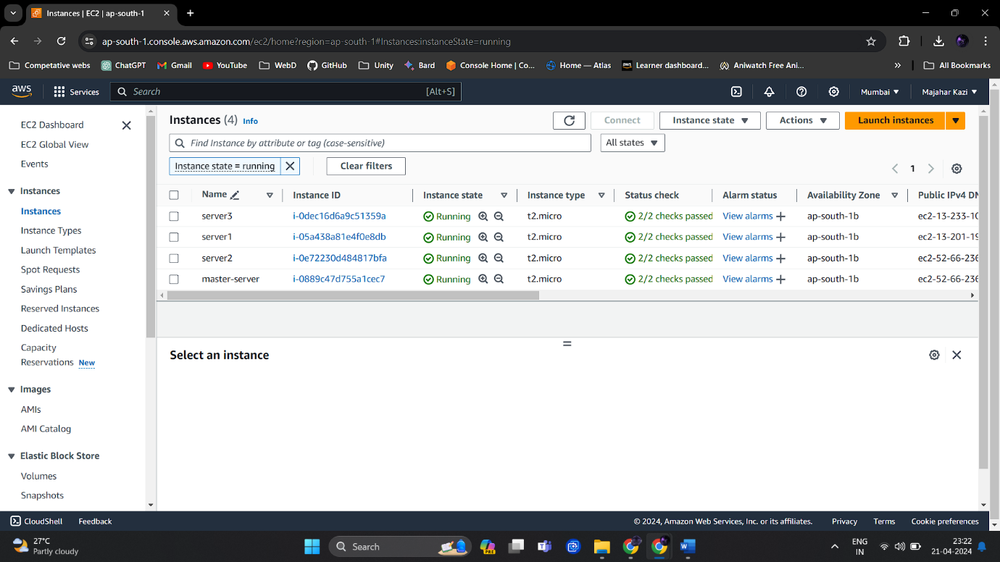 Instances | EC2 | ap-south-1
ap-south-1.console.aws.amazon.com/ec2/home?region=ap-south-1#Instances:instanceState=running
Competative webs ChatGPT Gmail YouTube WebD GitHub Unity Bard Console Home | Co... Home — Atlas aws Learner dashboard... Aniwatch Free Ani... » All Bookmarks
aws Services Search [Alt+S] Mumbai Majahar Kazi
EC2 Dashboard
EC2 Global View
Events
Instances
Instances
Instance Types
Launch Templates
Spot Requests
Savings Plans
Reserved Instances
Dedicated Hosts
Capacity
Reservations New
Images
AMIs
AMI Catalog
Elastic Block Store
Volumes
Snapshots
Instances (4) Info Connect Instance state Actions Launch instances
Find Instance by attribute or tag (case-sensitive) All states
Instance state = running Clear filters 1
Name Instance ID Instance state Instance type Status check Alarm status Availability Zone Public IPv4 DN
server3 i-0dec16d6a9c51359a Running t2.micro 2/2 checks passed View alarms + ap-south-1b ec2-13-233-10
server1 i-05a438a81e4f0e8db Running t2.micro 2/2 checks passed View alarms + ap-south-1b ec2-13-201-19
server2 i-0e72230d484817bfa Running t2.micro 2/2 checks passed View alarms + ap-south-1b ec2-52-66-236
master-server i-0889c47d755a1cec7 Running t2.micro 2/2 checks passed View alarms + ap-south-1b ec2-52-66-236
Select an instance
CloudShell Feedback © 2024, Amazon Web Services, Inc. or its affiliates. Privacy Terms Cookie preferences
27°C
Partly cloudy
Search
PRE
ENG
IN
23:22
21-04-2024